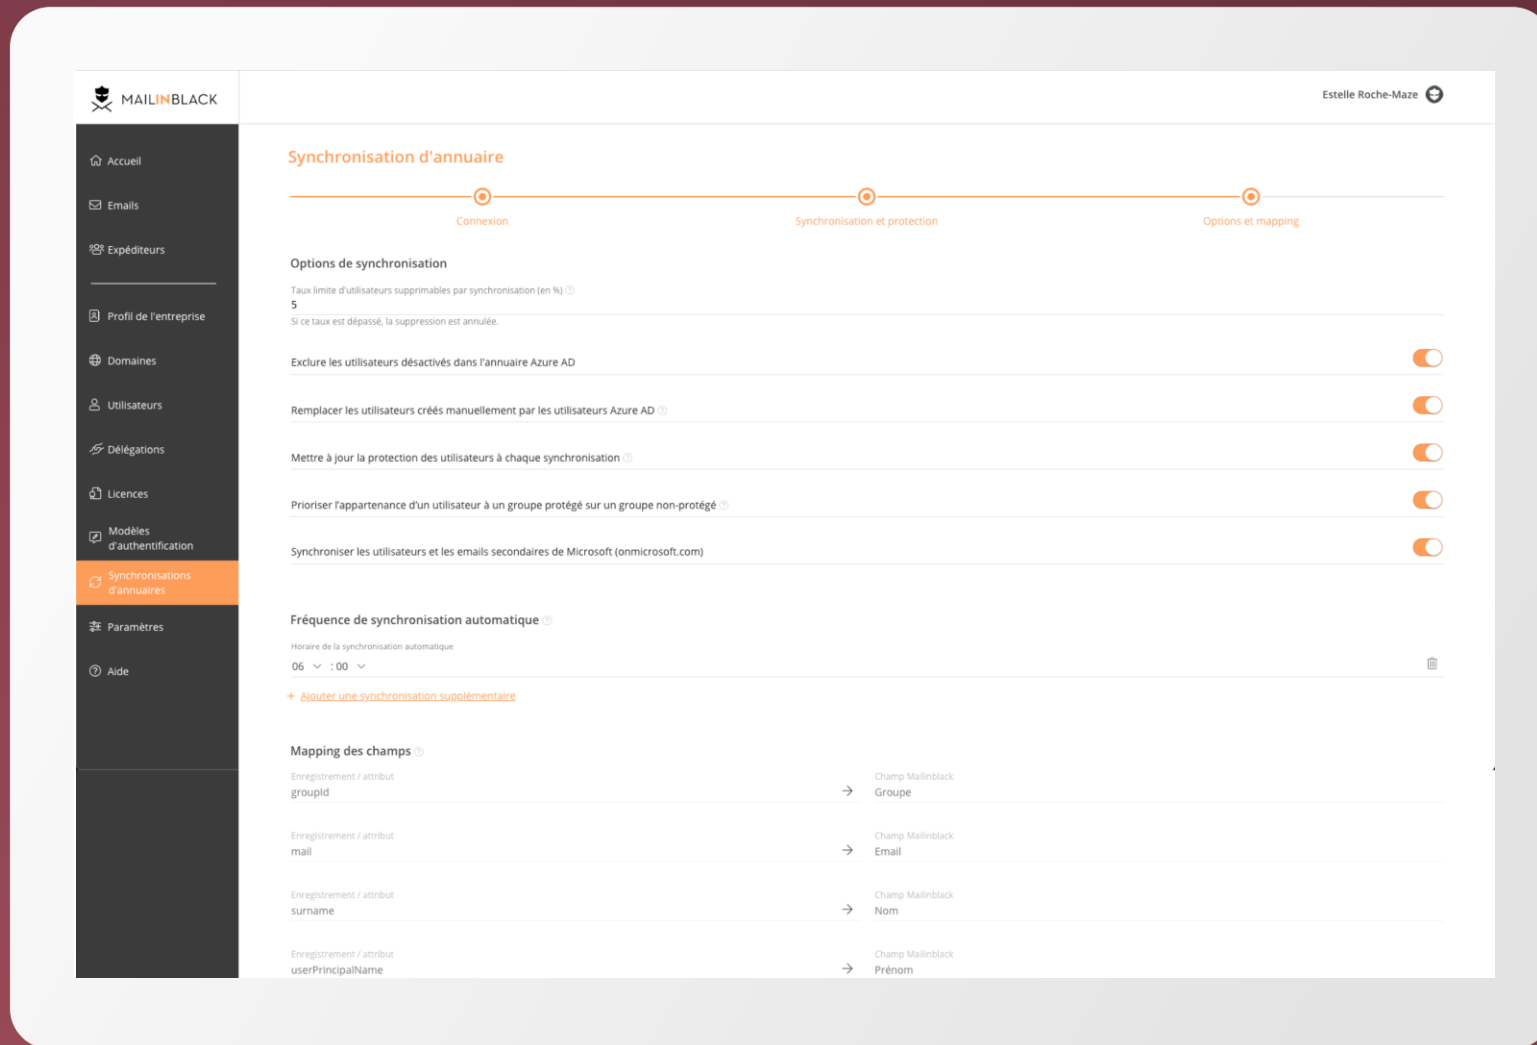 MAILINBLACK
Estelle Roche-Maze
Accueil
Emails
Expéditeurs
Profil de l'entreprise
Domaines
Utilisateurs
Délégations
Licences
Modèles
d'authentification
Synchronisations
d'annuaires
Paramètres
Aide
Synchronisation d'annuaire
Connexion
Synchronisation et protection
Options et mapping
Options de synchronisation
Taux limite d'utilisateurs supprimables par synchronisation (en %)
5
Si ce taux est dépassé, la suppression est annulée.
Exclure les utilisateurs désactivés dans l'annuaire Azure AD
Remplacer les utilisateurs créés manuellement par les utilisateurs Azure AD
Mettre à jour la protection des utilisateurs à chaque synchronisation
Prioriser l'appartenance d'un utilisateur à un groupe protégé sur un groupe non-protégé
Synchroniser les utilisateurs et les emails secondaires de Microsoft (onmicrosoft.com)
Fréquence de synchronisation automatique
Horaire de la synchronisation automatique
06 : 00
+ Ajouter une synchronisation supplémentaire
Mapping des champs
Enregistrement / attribut
groupId
Champ Mailinblack
Groupe
Enregistrement / attribut
mail
Champ Mailinblack
Email
Enregistrement / attribut
surname
Champ Mailinblack
Nom
Enregistrement / attribut
userPrincipalName
Champ Mailinblack
Prénom